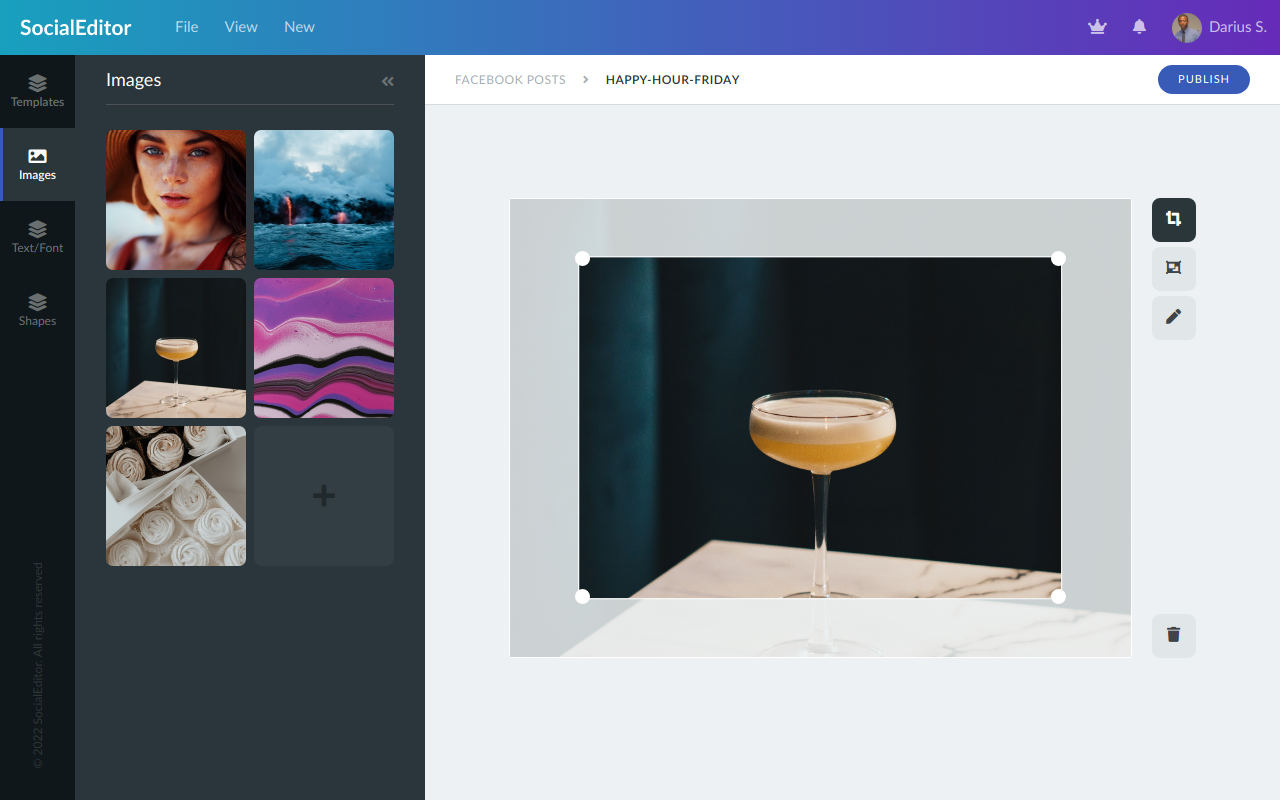 SocialEditor
File
View
New
Darius S.
Templates
Images
Text/Font
Shapes
© 2022 SocialEditor. All rights reserved
Images
FACEBOOK POSTS
HAPPY-HOUR-FRIDAY
PUBLISH